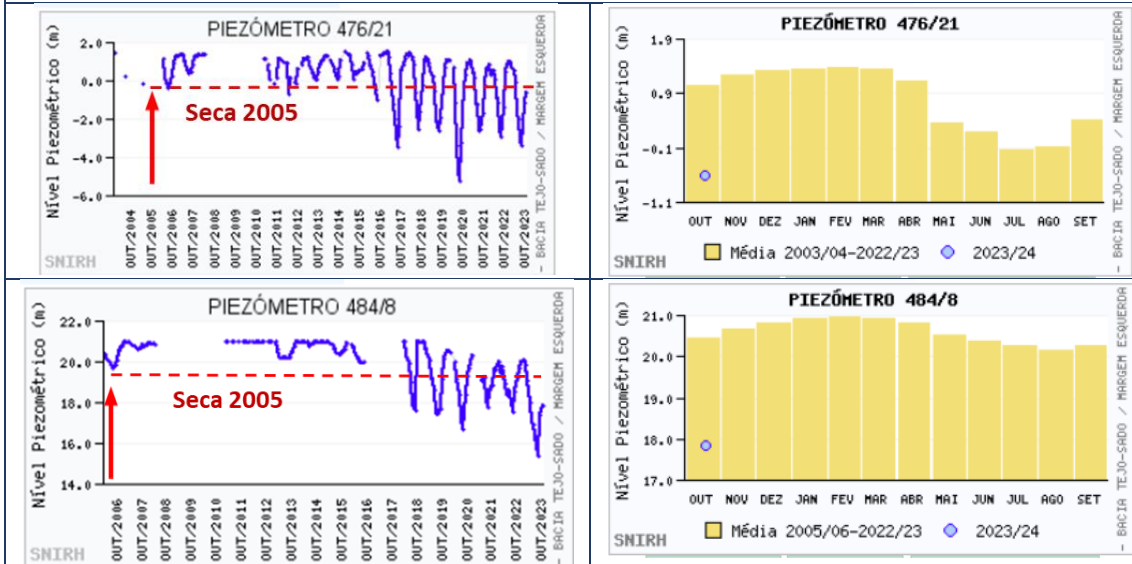 PIEZÓMETRO 476/21
Nível Piezométrico (m)
2.0
0.0
-2.0
-4.0
-6.0
Seca 2005
OUT.2004
OUT.2005
OUT.2006
OUT.2007
OUT.2008
OUT.2009
OUT.2010
OUT.2011
OUT.2012
OUT.2013
OUT.2014
OUT.2015
OUT.2016
OUT.2017
OUT.2018
OUT.2019
OUT.2020
OUT.2021
OUT.2022
OUT.2023
SNIRH
- BACIA TEJO-SADO / MARGEM ESQUERDA
PIEZÓMETRO 476/21
Nível Piezométrico (m)
1.9
0.9
-0.1
-1.1
OUT NOV DEZ JAN FEV MAR ABR MAI JUN JUL AGO SET
Média 2003/04-2022/23 2023/24
SNIRH
- BACIA TEJO-SADO / MARGEM ESQUERDA
PIEZÓMETRO 484/8
Nível Piezométrico (m)
22.0
20.0
18.0
16.0
14.0
Seca 2005
OUT.2006
OUT.2007
OUT.2008
OUT.2009
OUT.2010
OUT.2011
OUT.2012
OUT.2013
OUT.2014
OUT.2015
OUT.2016
OUT.2017
OUT.2018
OUT.2019
OUT.2020
OUT.2021
OUT.2022
OUT.2023
SNIRH
- BACIA TEJO-SADO / MARGEM ESQUERDA
PIEZÓMETRO 484/8
Nível Piezométrico (m)
21.0
20.0
19.0
18.0
17.0
OUT NOV DEZ JAN FEV MAR ABR MAI JUN JUL AGO SET
Média 2005/06-2022/23 2023/24
SNIRH
- BACIA TEJO-SADO / MARGEM ESQUERDA